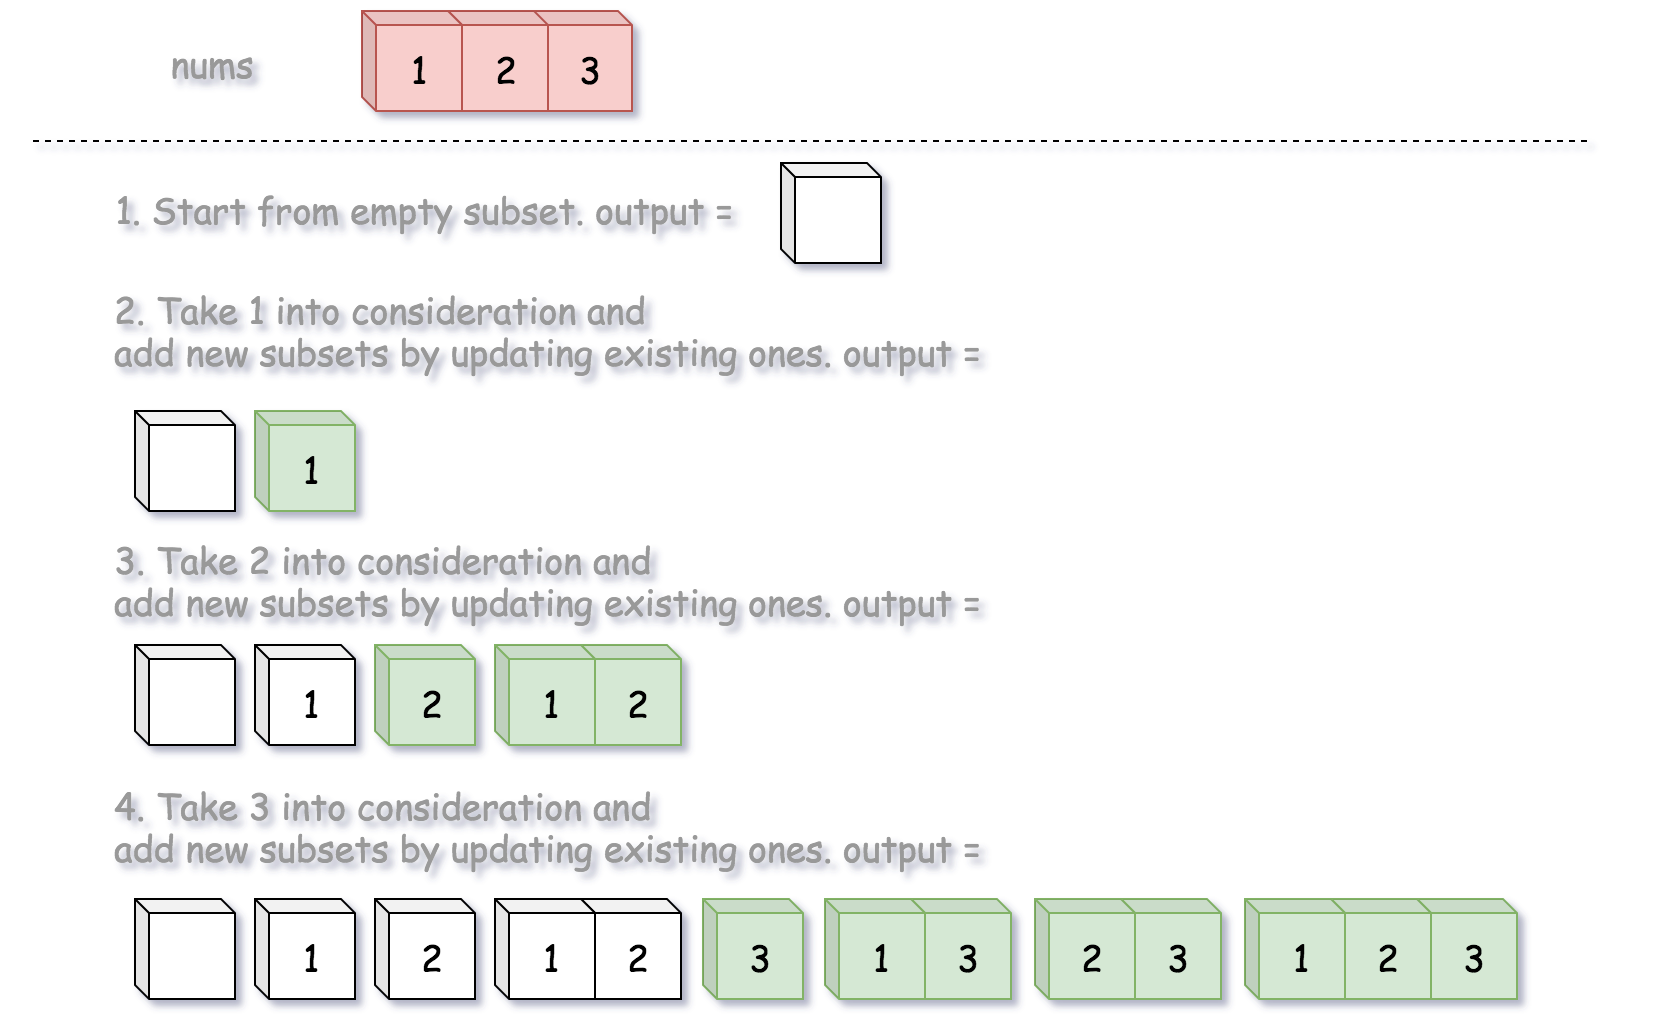 nums 1 2 3
1. Start from empty subset. output =
2. Take 1 into consideration and
add new subsets by updating existing ones. output =
1
3. Take 2 into consideration and
add new subsets by updating existing ones. output =
1 2 1 2
4. Take 3 into consideration and
add new subsets by updating existing ones. output =
1 2 1 2 3 1 3 2 3 1 2 3